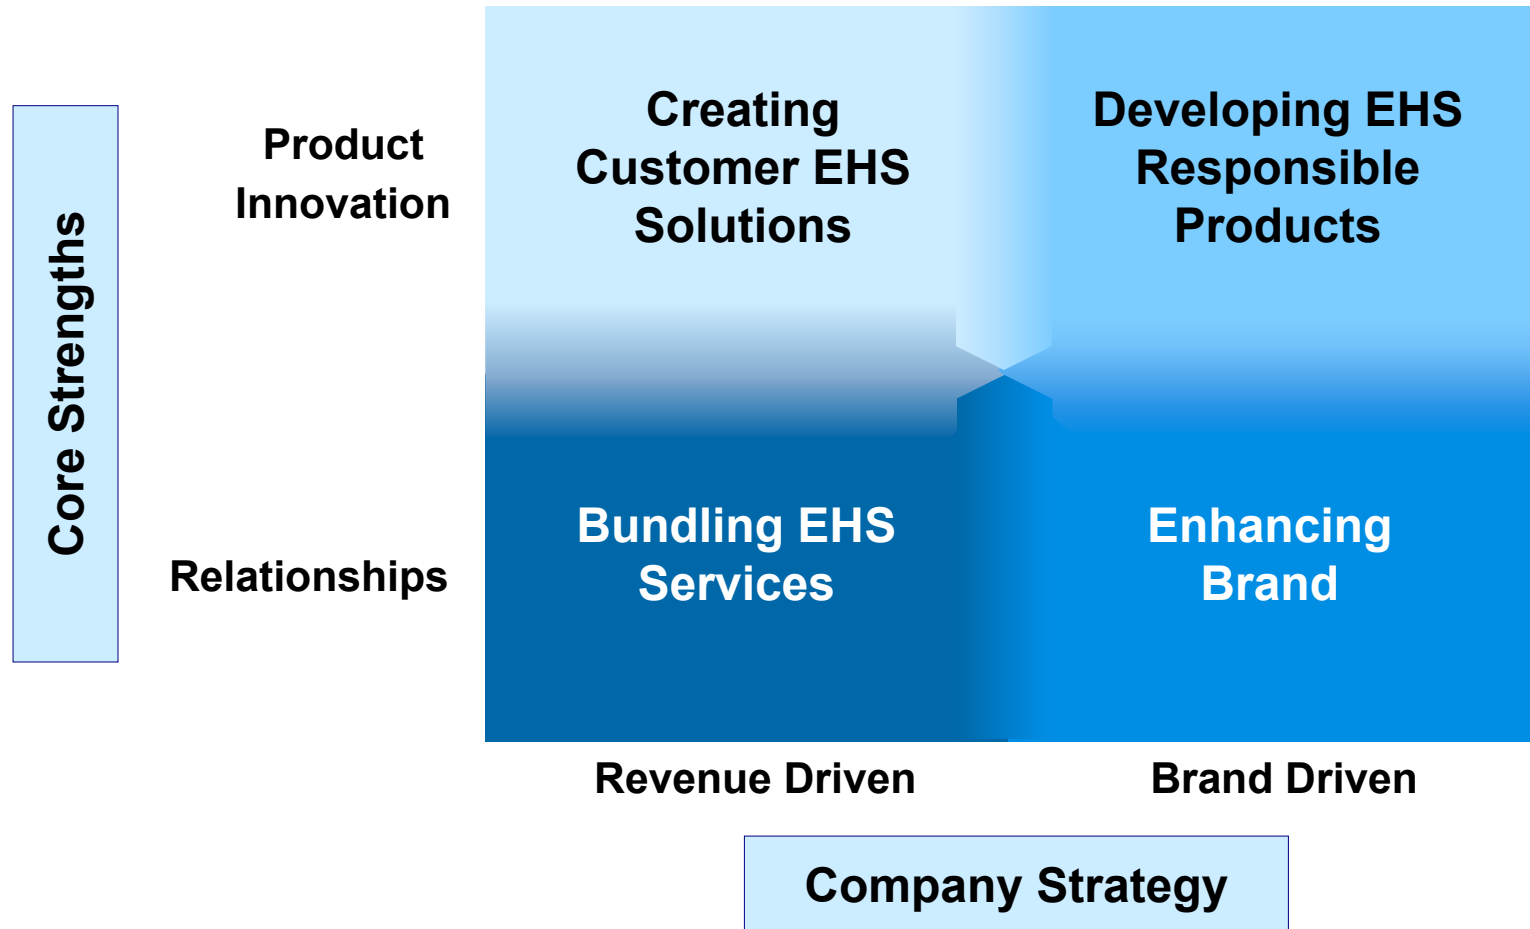 Core Strengths
Product
Innovation
Creating
Customer EHS
Solutions
Developing EHS
Responsible
Products
Relationships
Bundling EHS
Services
Enhancing
Brand
Revenue Driven
Brand Driven
Company Strategy